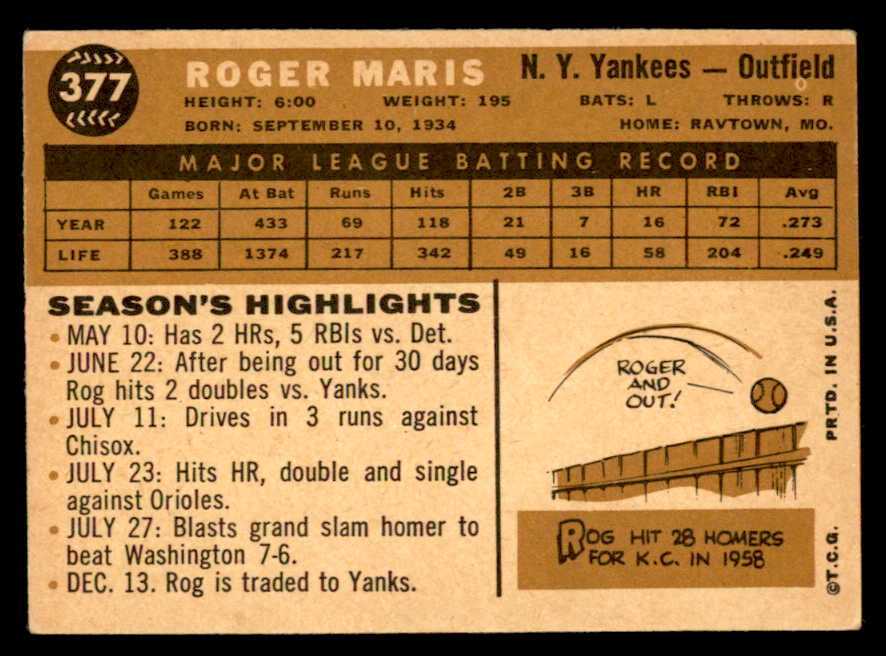 377
ROGER MARIS N. Y. Yankees — Outfield
HEIGHT: 6:00 WEIGHT: 195 BATS: L THROWS: R
BORN: SEPTEMBER 10, 1934 HOME: RAVTOWN, MO.
MAJOR LEAGUE BATTING RECORD
Games At Bat Runs Hits 2B 3B HR RBI Avg
YEAR 122 433 69 118 21 7 16 72 .273
LIFE 388 1374 217 342 49 16 58 204 .249
SEASON'S HIGHLIGHTS
• MAY 10: Has 2 HRs, 5 RBIs vs. Det.
• JUNE 22: After being out for 30 days
Rog hits 2 doubles vs. Yanks.
• JULY 11: Drives in 3 runs against
Chisox.
• JULY 23: Hits HR, double and single
against Orioles.
• JULY 27: Blasts grand slam homer to
beat Washington 7-6.
• DEC. 13. Rog is traded to Yanks.
ROGER
AND
OUT!
ROG HIT 28 HOMERS
FOR K.C. IN 1958
©T.C.G. PRTD. IN U.S.A.